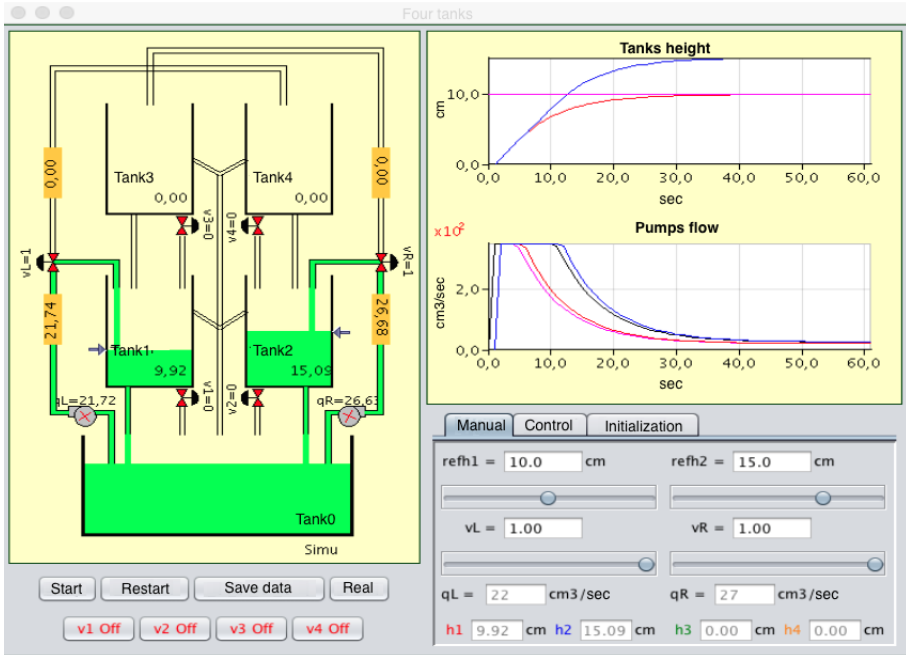 Four tanks
Tank3
0,00
Tank4
0,00
0,00
0,00
v3=0
v4=0
vL=1
vR=1
21,74
26,68
Tank1
9,92
Tank2
15,09
v1=0
v2=0
qL=21,72
qR=26,63
Tank0
Simu
Start Restart Save data Real
v1 Off v2 Off v3 Off v4 Off
Tanks height
cm
10,0
0,0
0,0 10,0 20,0 30,0 40,0 50,0 60,0
sec
x10²
Pumps flow
cm3/sec
2,0
0,0
0,0 10,0 20,0 30,0 40,0 50,0 60,0
sec
Manual Control Initialization
refh1 = 10.0 cm refh2 = 15.0 cm
vL = 1.00 vR = 1.00
qL = 22 cm3/sec qR = 27 cm3/sec
h1 9.92 cm h2 15.09 cm h3 0.00 cm h4 0.00 cm